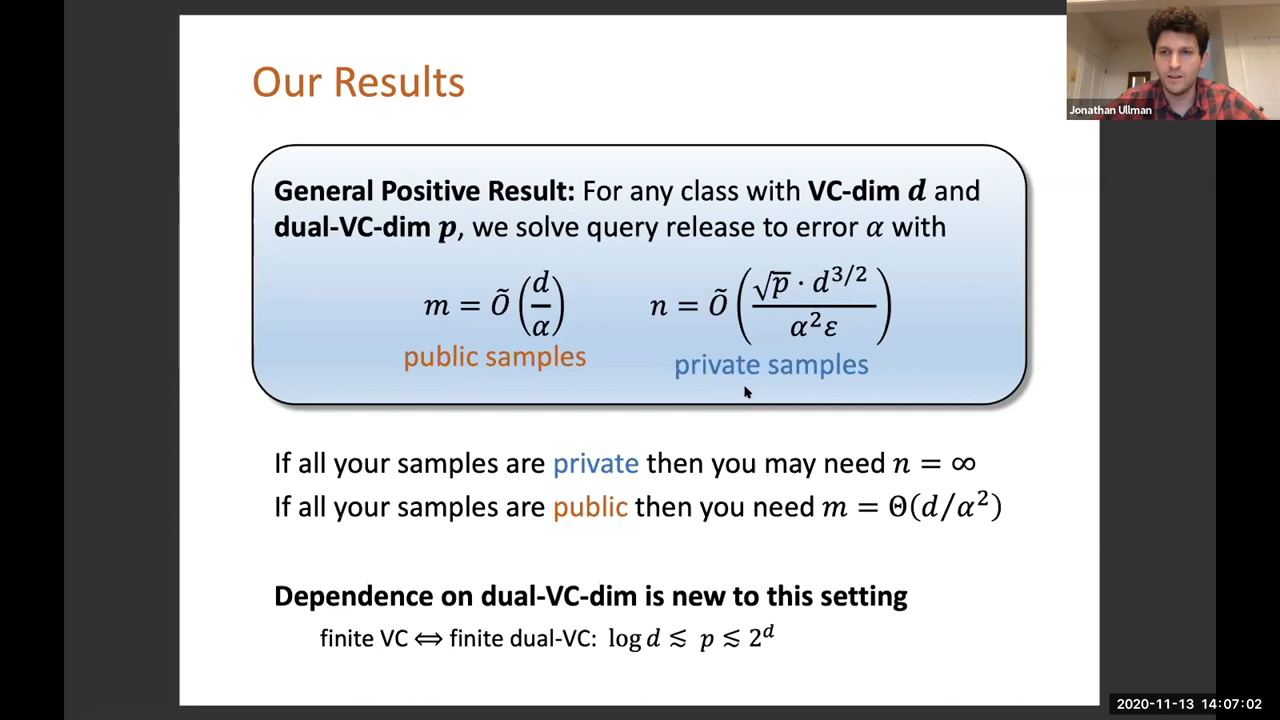 Our Results
Jonathan Ullman
General Positive Result: For any class with VC-dim d and
dual-VC-dim p, we solve query release to error α with
m = Õ(d/α) n = Õ(√p · d^{3/2} / α²ε)
public samples private samples
If all your samples are private then you may need n = ∞
If all your samples are public then you need m = Θ(d/α²)
Dependence on dual-VC-dim is new to this setting
finite VC ⟺ finite dual-VC: log d ≲ p ≲ 2^d
2020-11-13 14:07:02